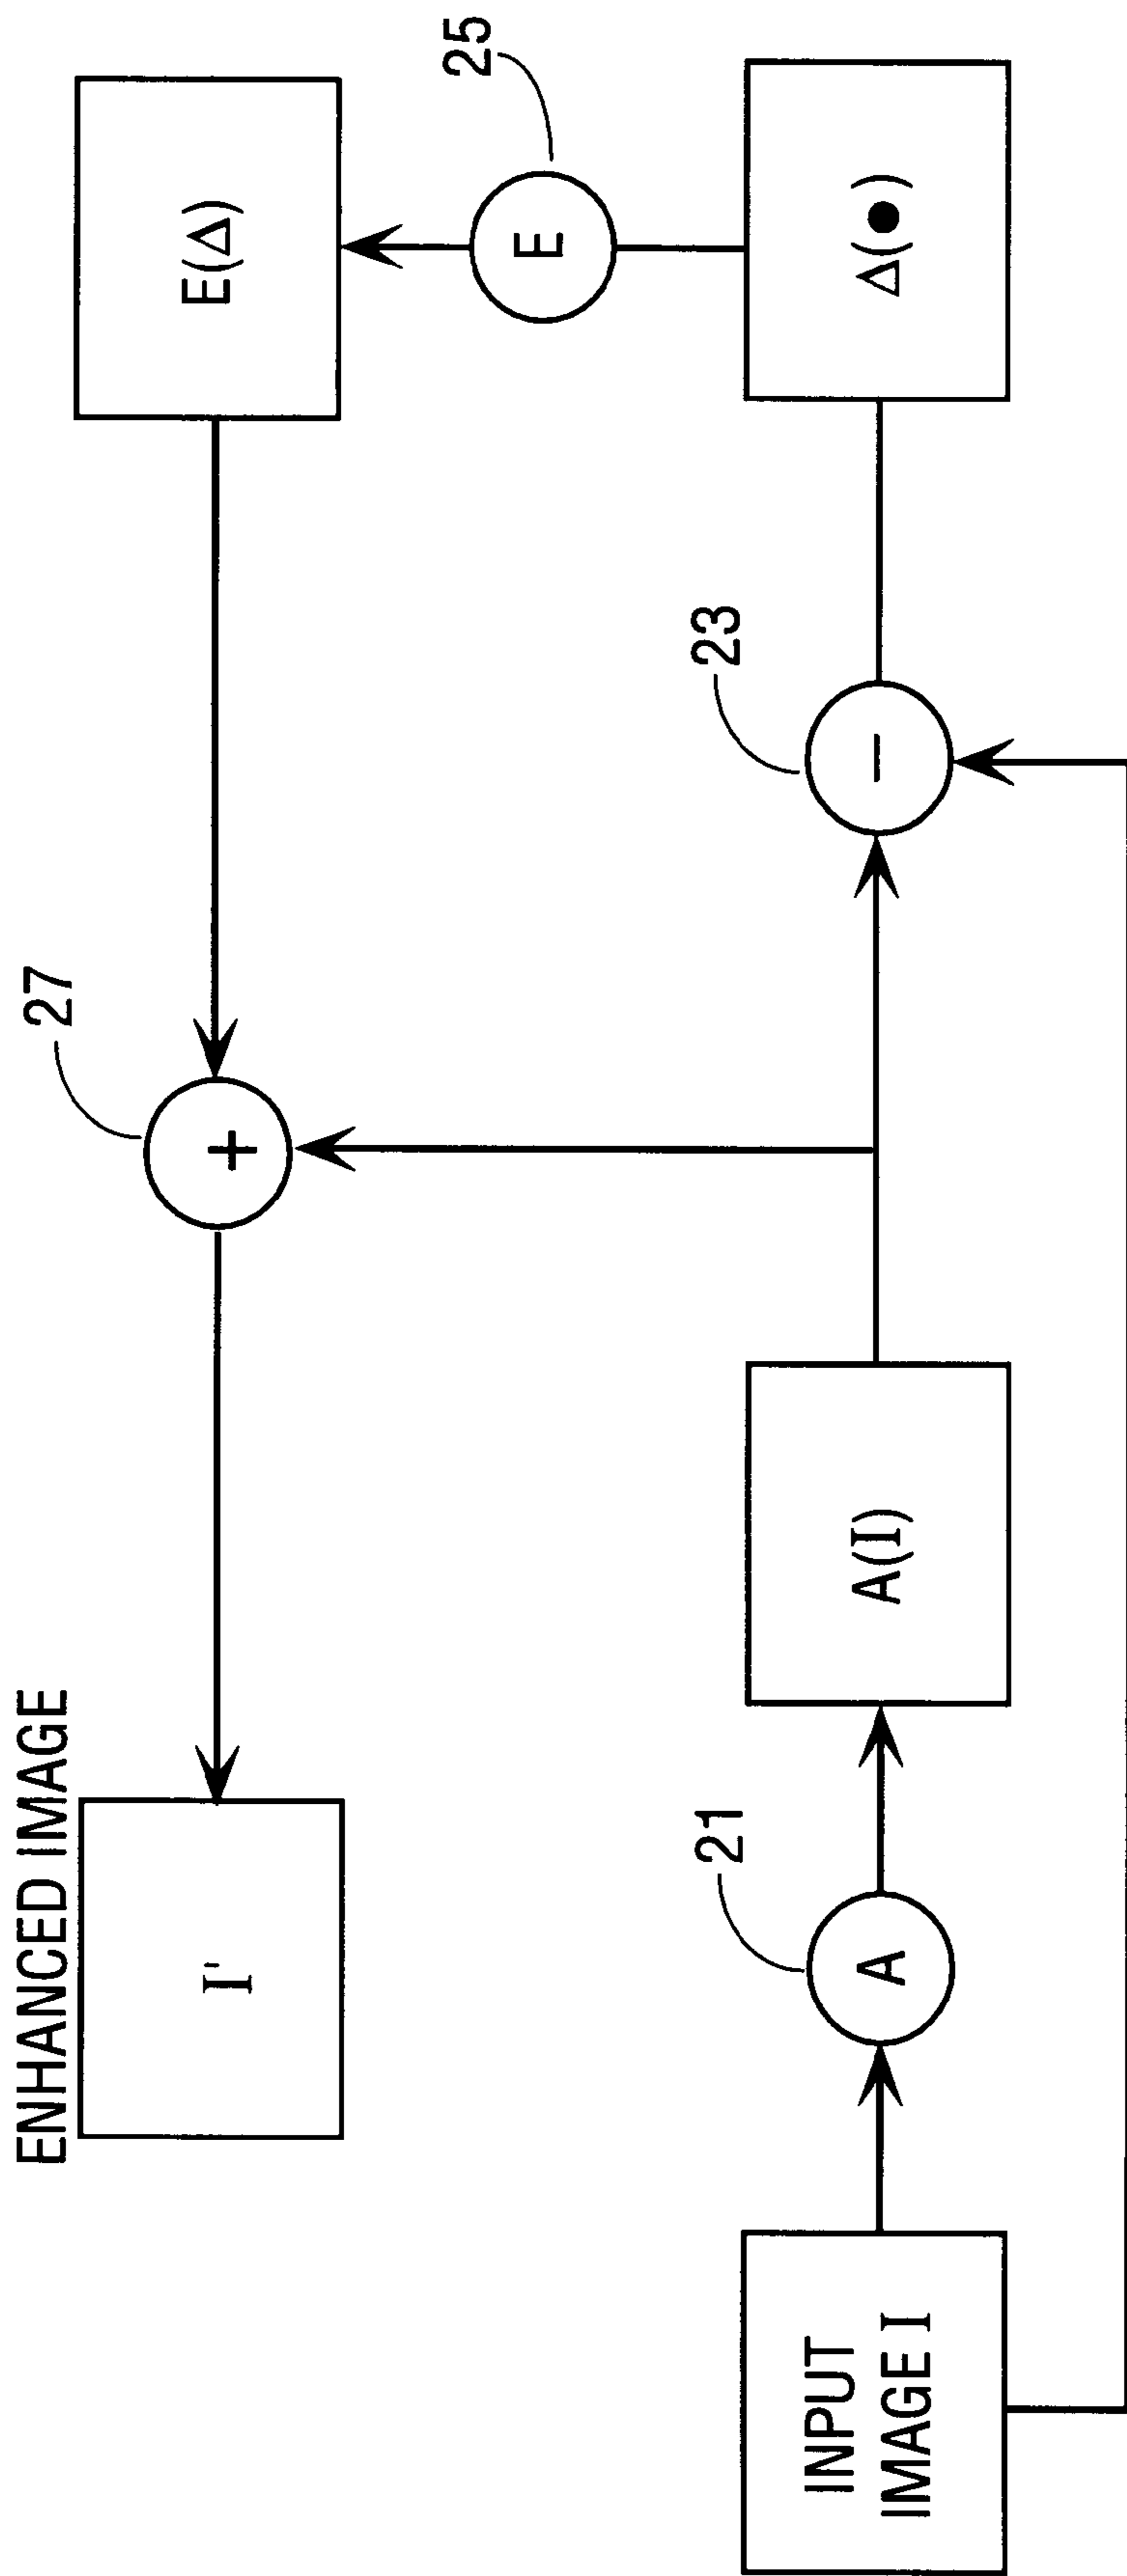 ENHANCED IMAGE
I'
27
+
E(Δ)
25
E
INPUT
IMAGE I
21
A
A(I)
23
−
Δ(●)